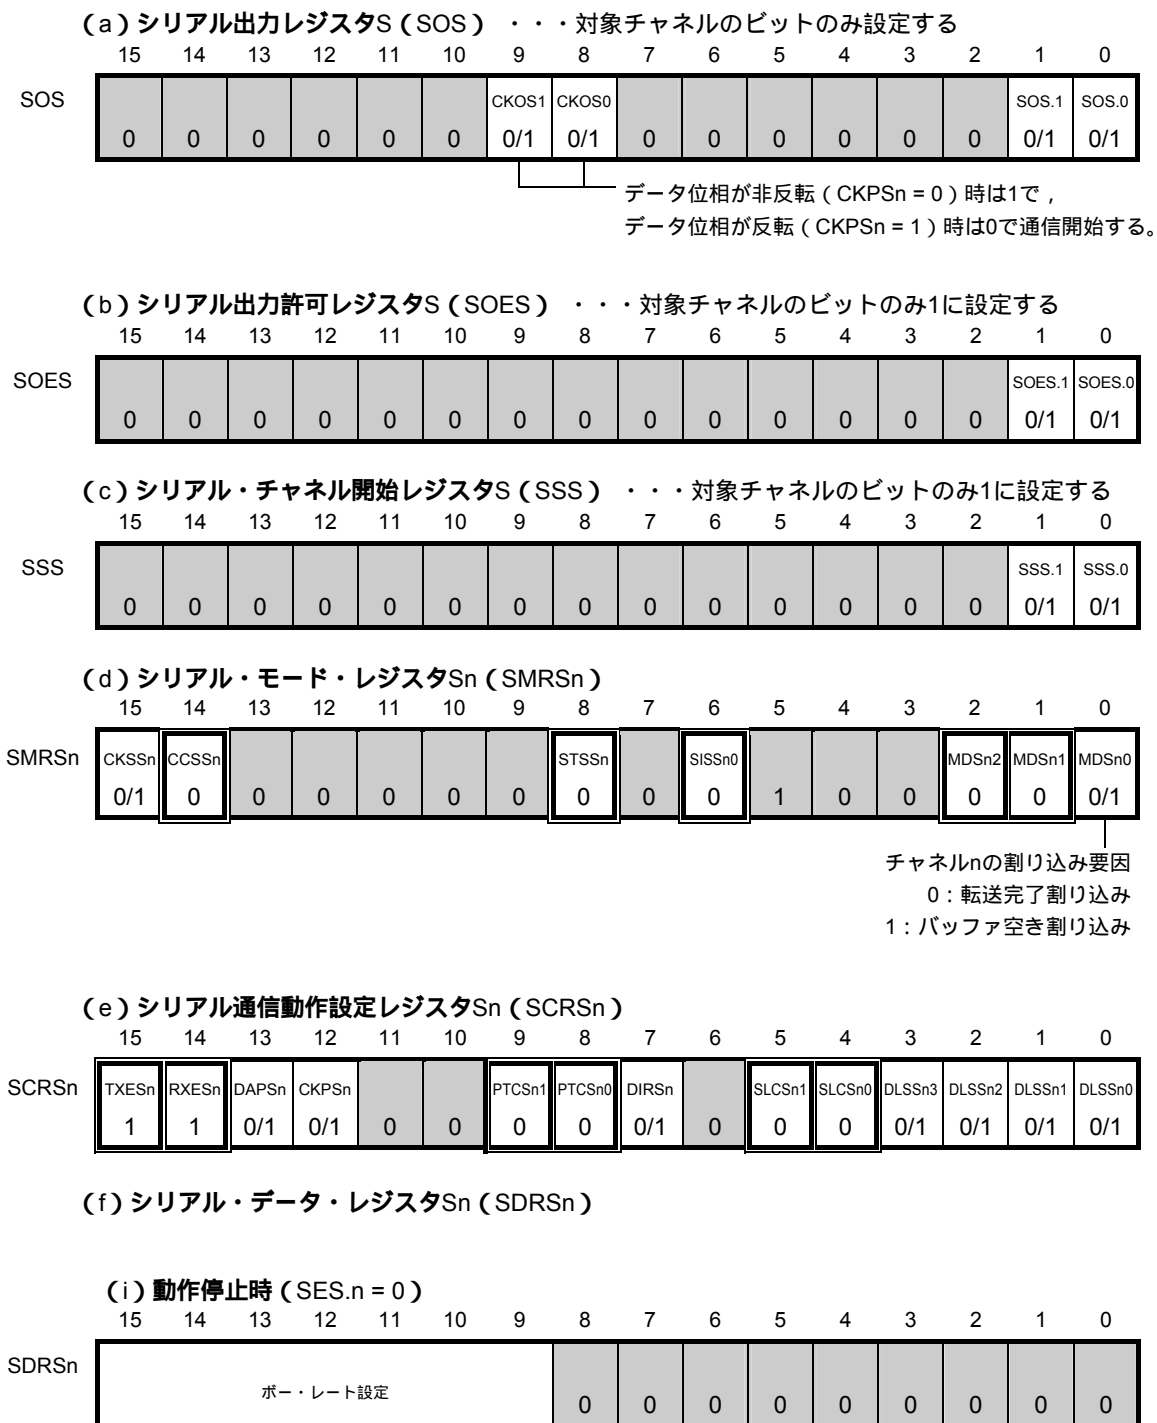 (a)シリアル出力レジスタS(SOS) ・・・対象チャネルのビットのみ設定する
15 14 13 12 11 10 9 8 7 6 5 4 3 2 1 0
SOS
CKOS1 CKOS0 SOS.1 SOS.0
0 0 0 0 0 0 0/1 0/1 0 0 0 0 0 0 0/1 0/1
データ位相が非反転(CKPSn = 0)時は1で,
データ位相が反転(CKPSn = 1)時は0で通信開始する。
(b)シリアル出力許可レジスタS(SOES) ・・・対象チャネルのビットのみ1に設定する
15 14 13 12 11 10 9 8 7 6 5 4 3 2 1 0
SOES
SOES.1 SOES.0
0 0 0 0 0 0 0 0 0 0 0 0 0 0 0/1 0/1
(c)シリアル・チャネル開始レジスタS(SSS) ・・・対象チャネルのビットのみ1に設定する
15 14 13 12 11 10 9 8 7 6 5 4 3 2 1 0
SSS
SSS.1 SSS.0
0 0 0 0 0 0 0 0 0 0 0 0 0 0 0/1 0/1
(d)シリアル・モード・レジスタSn(SMRSn)
15 14 13 12 11 10 9 8 7 6 5 4 3 2 1 0
SMRSn
CKSSn CCSSn STSSn SISSn0 MDSn2 MDSn1 MDSn0
0/1 0 0 0 0 0 0 0 0 0 1 0 0 0 0 0/1
チャネルnの割り込み要因
0:転送完了割り込み
1:バッファ空き割り込み
(e)シリアル通信動作設定レジスタSn(SCRSn)
15 14 13 12 11 10 9 8 7 6 5 4 3 2 1 0
SCRSn
TXESn RXESn DAPSn CKPSn PTCSn1 PTCSn0 DIRSn SLCSn1 SLCSn0 DLSSn3 DLSSn2 DLSSn1 DLSSn0
1 1 0/1 0/1 0 0 0 0 0/1 0 0 0 0/1 0/1 0/1 0/1
(f)シリアル・データ・レジスタSn(SDRSn)
(i)動作停止時(SES.n = 0)
15 14 13 12 11 10 9 8 7 6 5 4 3 2 1 0
SDRSn
ボー・レート設定
0 0 0 0 0 0 0 0 0